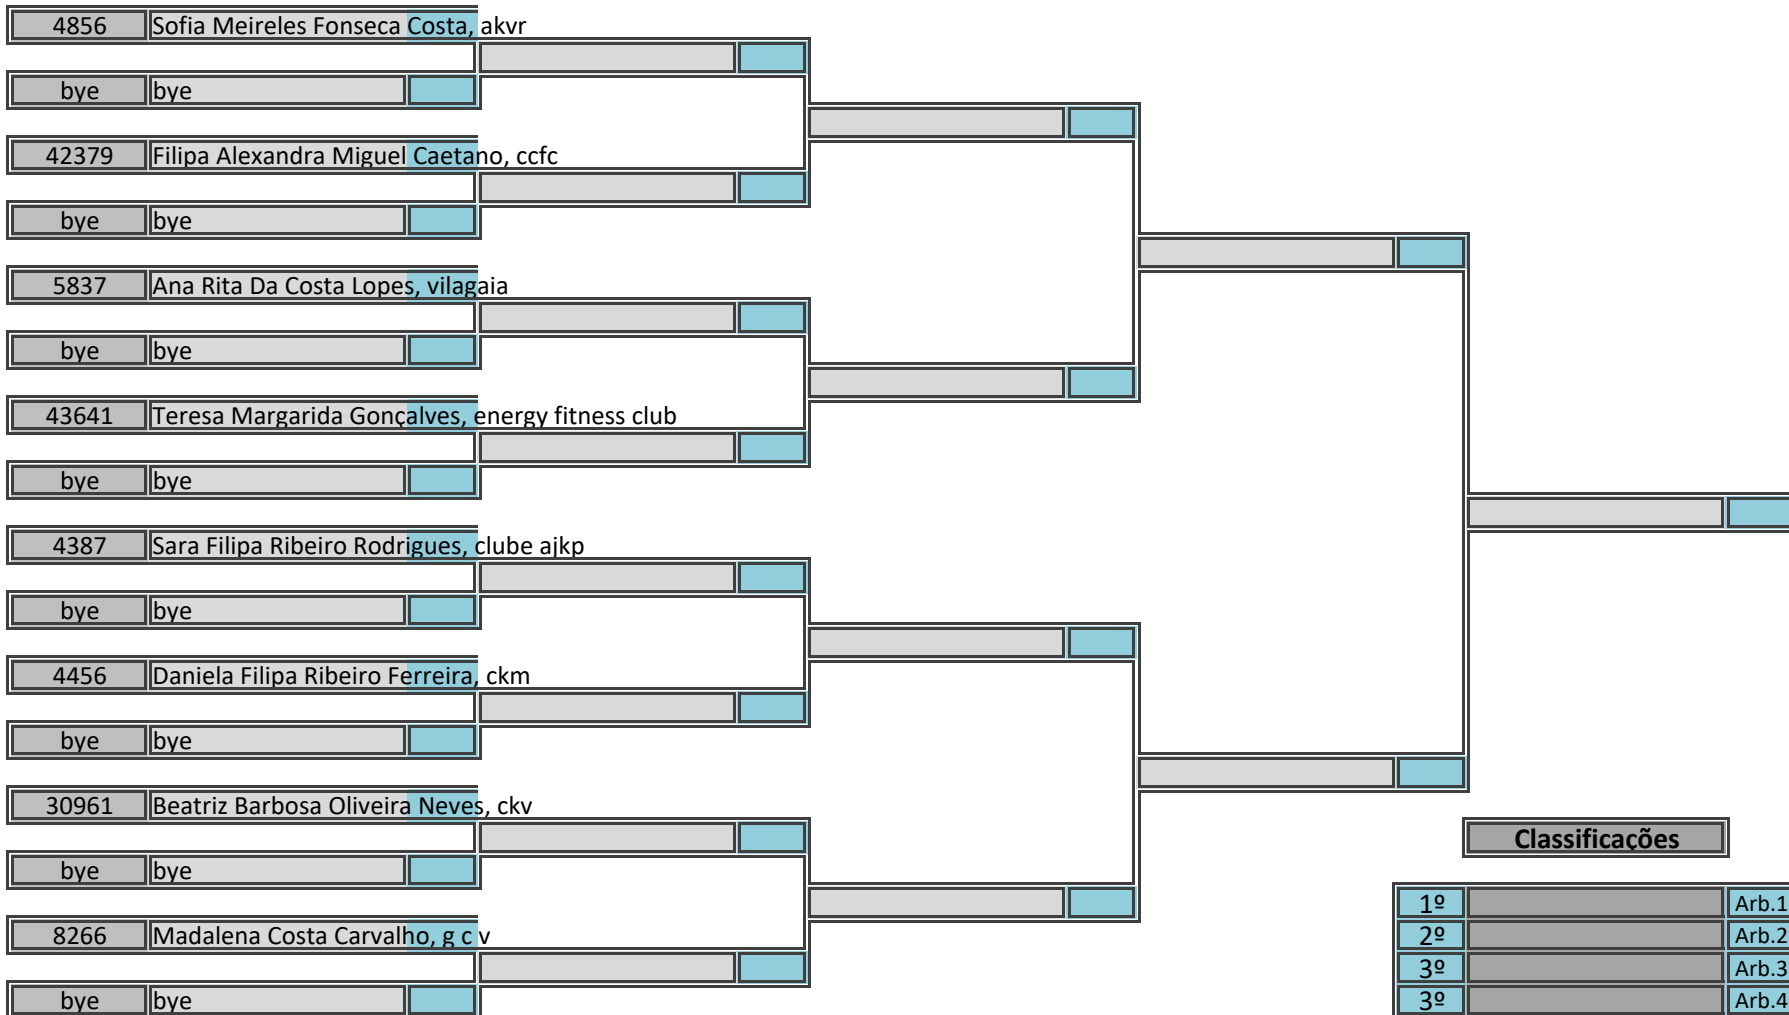 4856 Sofia Meireles Fonseca Costa, akvr
bye bye
42379 Filipa Alexandra Miguel Caetano, ccfc
bye bye
5837 Ana Rita Da Costa Lopes, vilagaia
bye bye
43641 Teresa Margarida Gonçalves, energy fitness club
bye bye
4387 Sara Filipa Ribeiro Rodrigues, clube ajkp
bye bye
4456 Daniela Filipa Ribeiro Ferreira, ckm
bye bye
30961 Beatriz Barbosa Oliveira Neves, ckv
bye bye
8266 Madalena Costa Carvalho, g c v
bye bye
Classificações
1º Arb.1
2º Arb.2
3º Arb.3
3º Arb.4